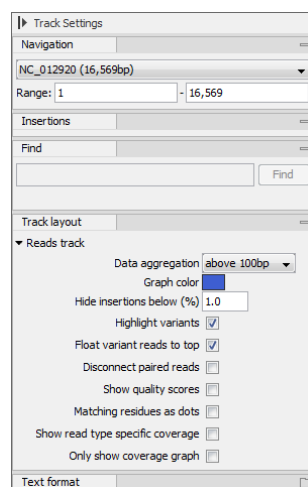 Track Settings
Navigation
NC_012920 (16,569bp)
Range: 1 - 16,569
Insertions
Find
Find
Track layout
Reads track
Data aggregation above 100bp
Graph color
Hide insertions below (%) 1.0
Highlight variants
Float variant reads to top
Disconnect paired reads
Show quality scores
Matching residues as dots
Show read type specific coverage
Only show coverage graph
Text format